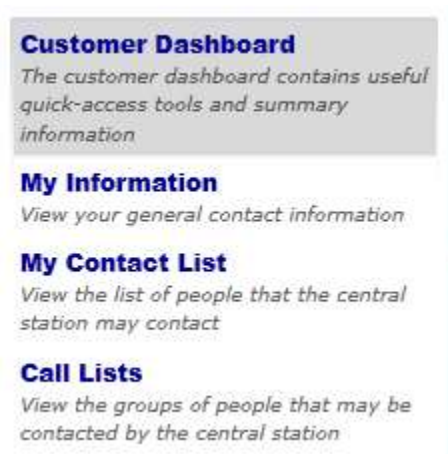 Customer Dashboard
The customer dashboard contains useful
quick-access tools and summary
information
My Information
View your general contact information
My Contact List
View the list of people that the central
station may contact
Call Lists
View the groups of people that may be
contacted by the central station